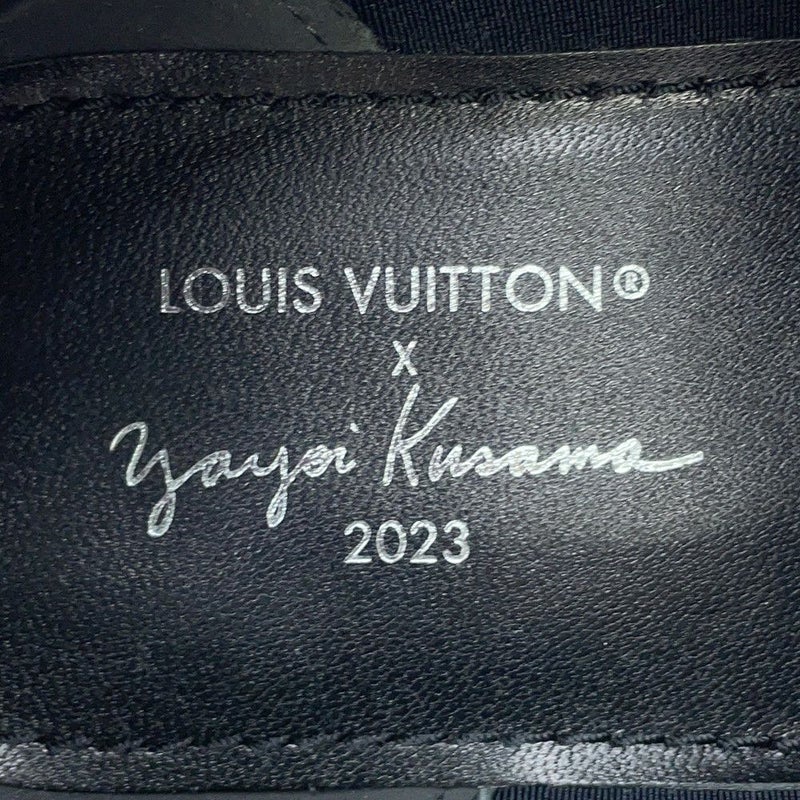 LOUIS VUITTON®
x
Yayoi Kusama
2023